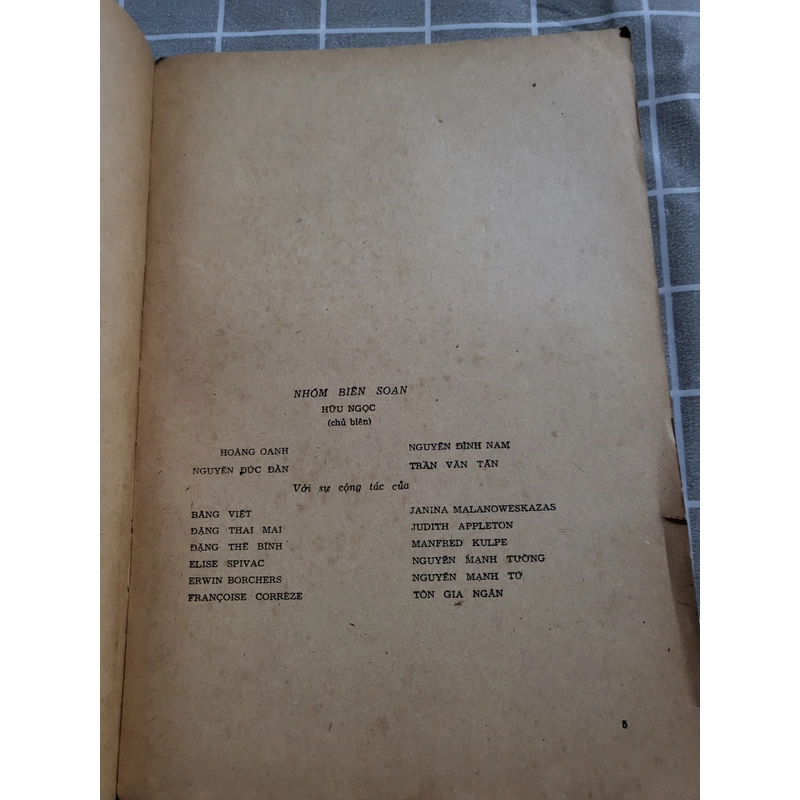 NHÓM BIÊN SOẠN
HỮU NGỌC
(chủ biên)
HOÀNG OANH
NGUYỄN ĐÌNH NAM
NGUYỄN ĐỨC ĐÀN
TRẦN VĂN TẤN
Với sự cộng tác của
BẰNG VIỆT
JANINA MALANOWESKAZAS
ĐẶNG THAI MAI
JUDITH APPLETON
ĐẶNG THẾ BÍNH
MANFRED KULPE
ELISE SPIVAC
NGUYỄN MẠNH TƯỜNG
ERWIN BORCHERS
NGUYỄN MẠNH TỨ
FRANÇOISE CORRÈZE
TÔN GIA NGÂN
5